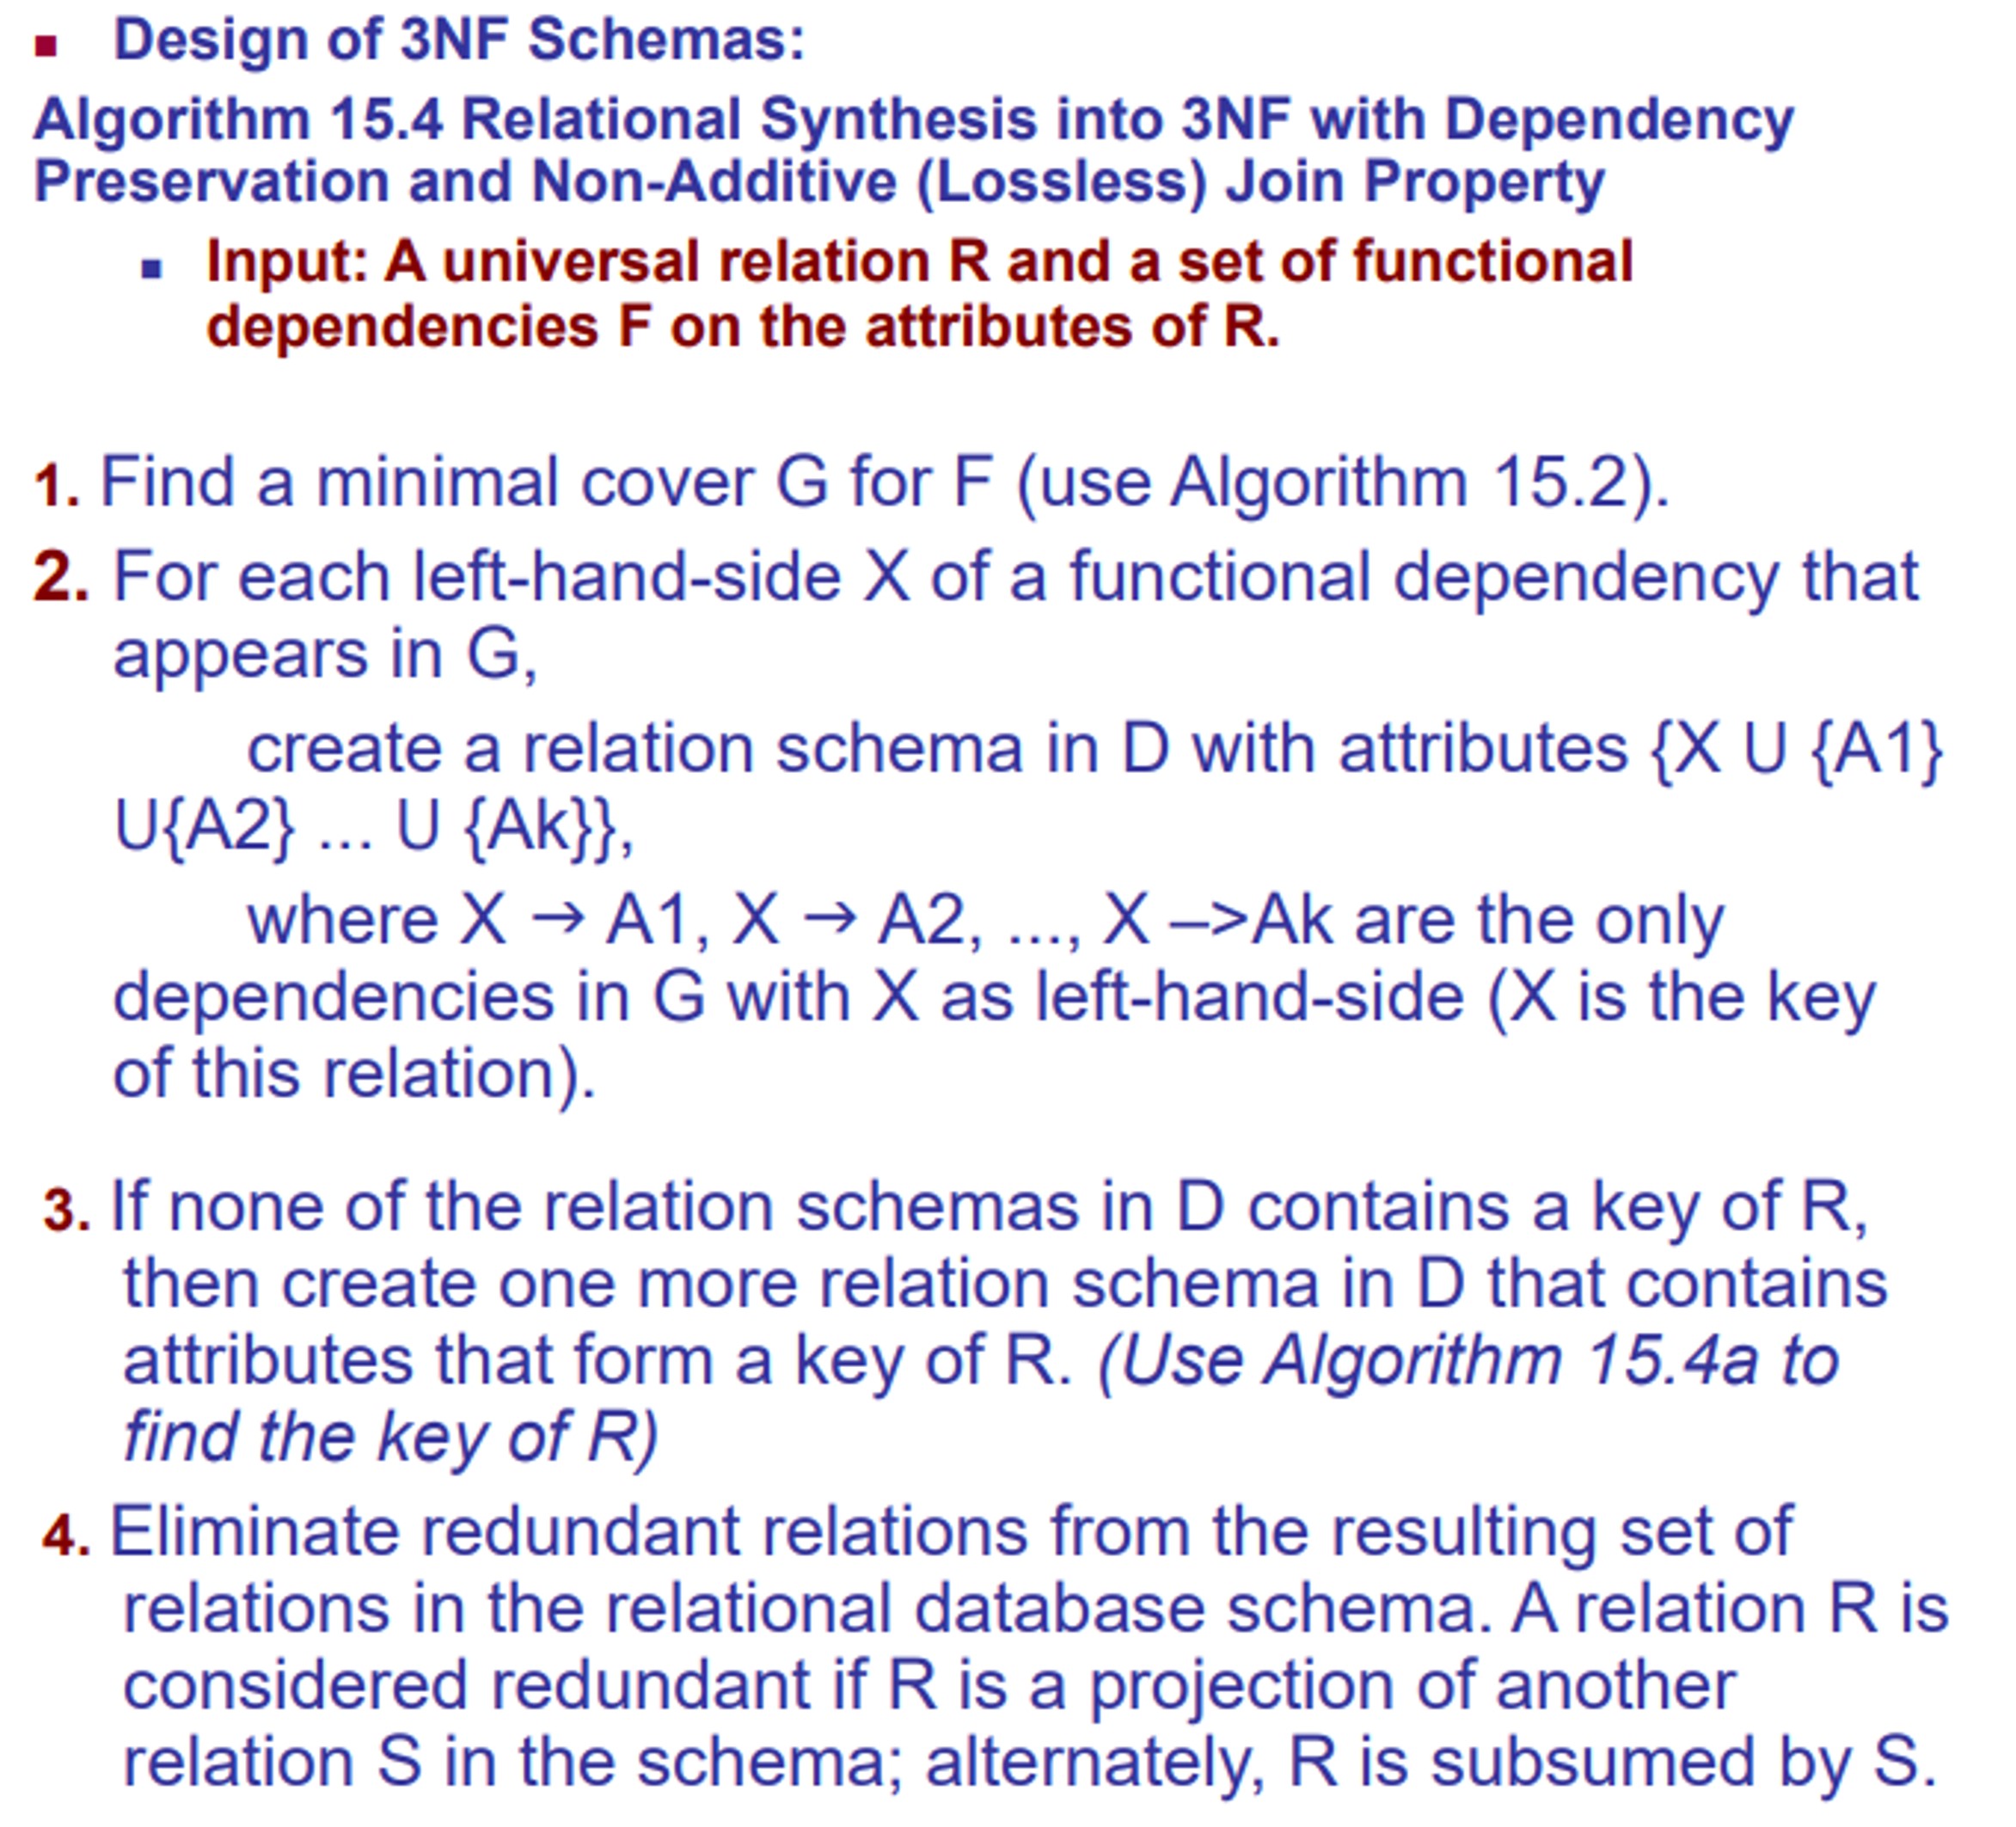 ▪ Design of 3NF Schemas:
Algorithm 15.4 Relational Synthesis into 3NF with Dependency
Preservation and Non-Additive (Lossless) Join Property
▪ Input: A universal relation R and a set of functional
dependencies F on the attributes of R.
1. Find a minimal cover G for F (use Algorithm 15.2).
2. For each left-hand-side X of a functional dependency that
appears in G,
create a relation schema in D with attributes {X U {A1}
U{A2} ... U {Ak}},
where X → A1, X → A2, ..., X –>Ak are the only
dependencies in G with X as left-hand-side (X is the key
of this relation).
3. If none of the relation schemas in D contains a key of R,
then create one more relation schema in D that contains
attributes that form a key of R. (Use Algorithm 15.4a to
find the key of R)
4. Eliminate redundant relations from the resulting set of
relations in the relational database schema. A relation R is
considered redundant if R is a projection of another
relation S in the schema; alternately, R is subsumed by S.